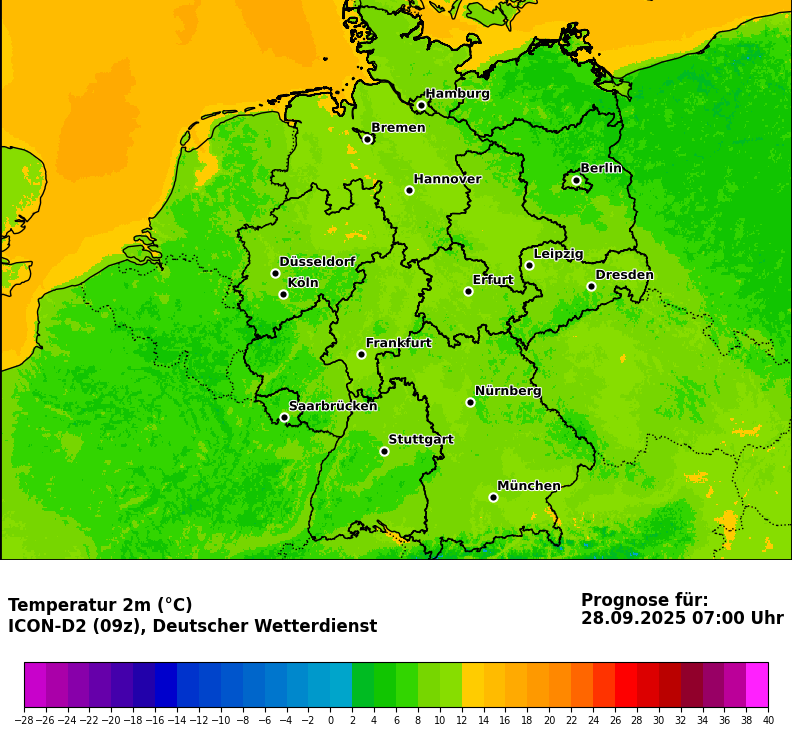 Hamburg
Bremen
Berlin
Hannover
Leipzig
Düsseldorf
Dresden
Erfurt
Köln
Frankfurt
Nürnberg
Saarbrücken
Stuttgart
München
Temperatur 2m (°C)
ICON-D2 (09z), Deutscher Wetterdienst
Prognose für:
28.09.2025 07:00 Uhr
−28 −26 −24 −22 −20 −18 −16 −14 −12 −10 −8 −6 −4 −2 0 2 4 6 8 10 12 14 16 18 20 22 24 26 28 30 32 34 36 38 40